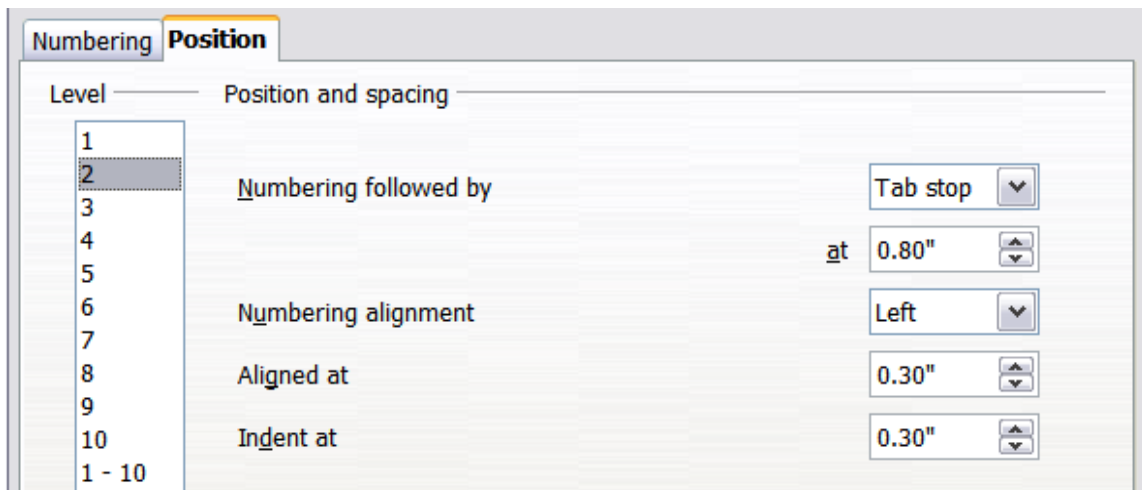 Numbering Position
Level Position and spacing
1
2
3
4
5
6
7
8
9
10
1 - 10
Numbering followed by Tab stop
at 0.80"
Numbering alignment Left
Aligned at 0.30"
Indent at 0.30"